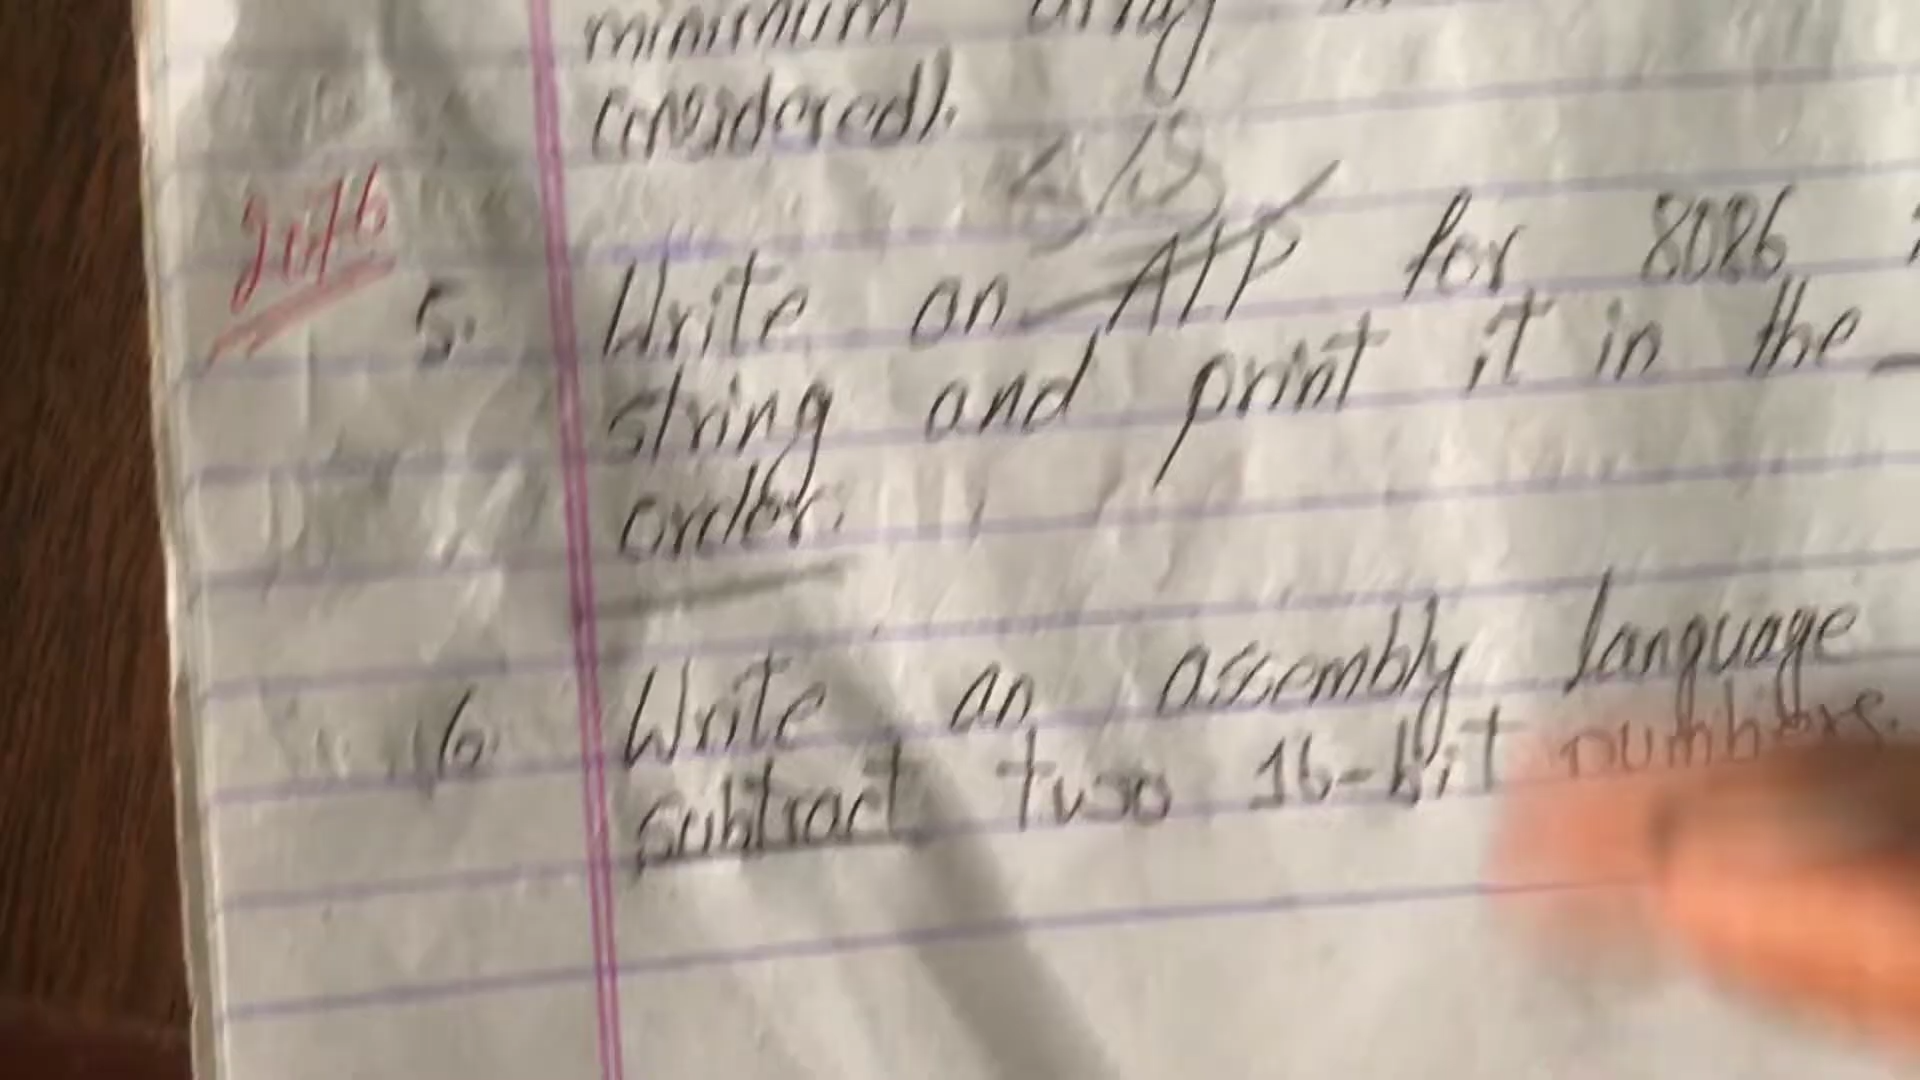 minimum
considered).
2076
5. Write an ALP for 8086
string and print it in the
order.
6. Write an assembly language
subtract two 16-bit numbers.